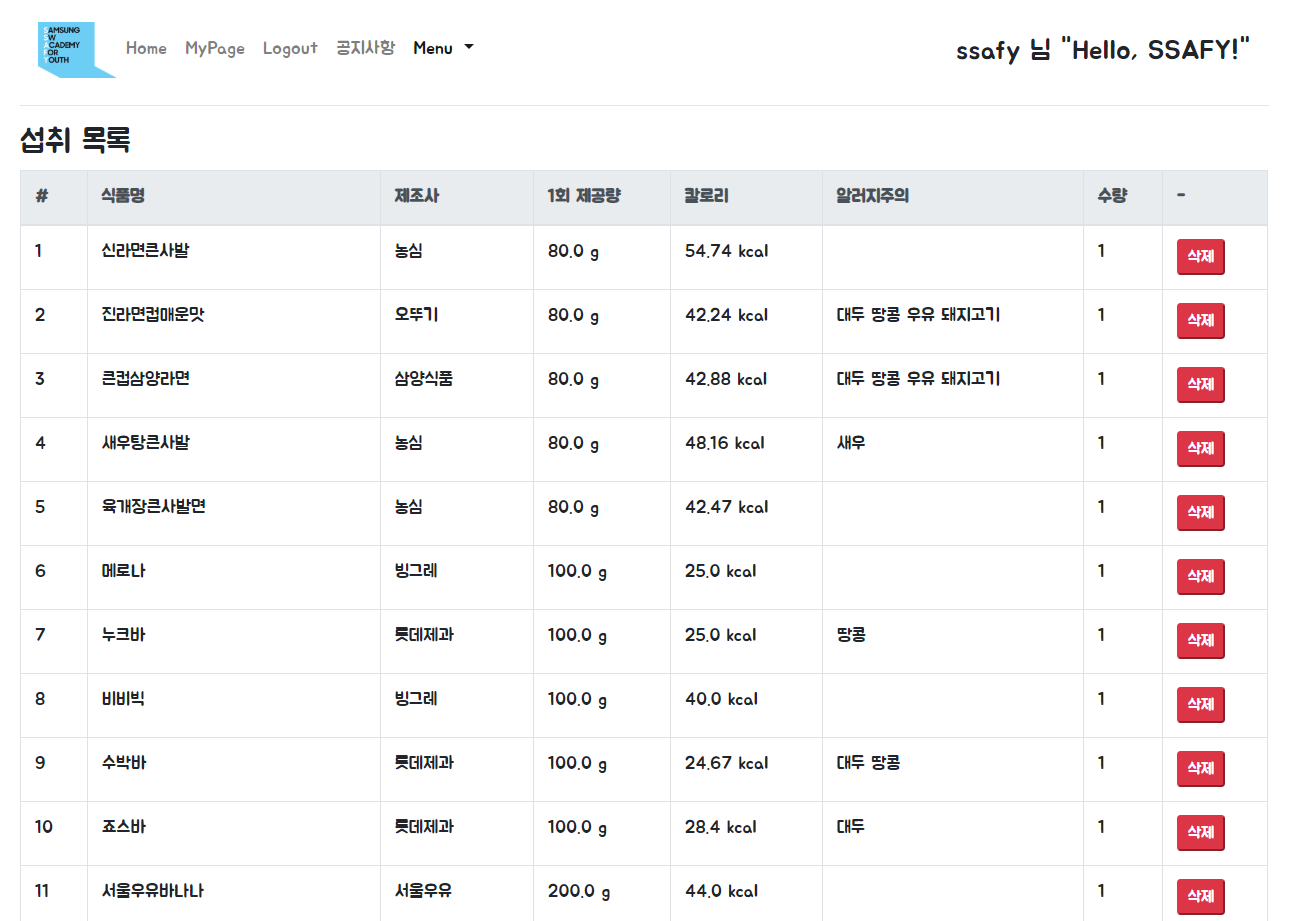 SAMSUNG
SW
ACADEMY
FOR
YOUTH
Home MyPage Logout 공지사항 Menu
ssafy 님 "Hello, SSAFY!"
섭취 목록
# 식품명 제조사 1회 제공량 칼로리 알러지주의 수량 -
1 신라면큰사발 농심 80.0 g 54.74 kcal 1 삭제
2 진라면컵매운맛 오뚜기 80.0 g 42.24 kcal 대두 땅콩 우유 돼지고기 1 삭제
3 큰컵삼양라면 삼양식품 80.0 g 42.88 kcal 대두 땅콩 우유 돼지고기 1 삭제
4 새우탕큰사발 농심 80.0 g 48.16 kcal 새우 1 삭제
5 육개장큰사발면 농심 80.0 g 42.47 kcal 1 삭제
6 메로나 빙그레 100.0 g 25.0 kcal 1 삭제
7 누크바 롯데제과 100.0 g 25.0 kcal 땅콩 1 삭제
8 비비빅 빙그레 100.0 g 40.0 kcal 1 삭제
9 수박바 롯데제과 100.0 g 24.67 kcal 대두 땅콩 1 삭제
10 죠스바 롯데제과 100.0 g 28.4 kcal 대두 1 삭제
11 서울우유바나나 서울우유 200.0 g 44.0 kcal 1 삭제